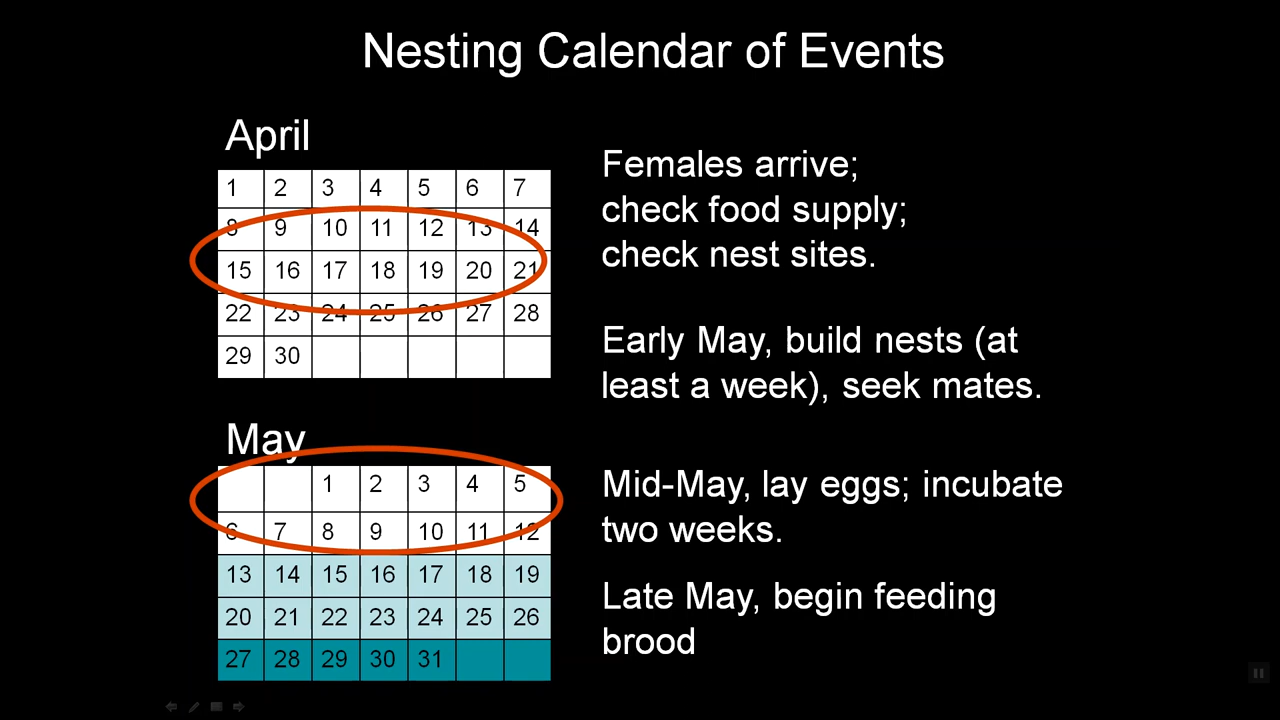 Nesting Calendar of Events
April
1 2 3 4 5 6 7
8 9 10 11 12 13 14
15 16 17 18 19 20 21
22 23 24 25 26 27 28
29 30
Females arrive;
check food supply;
check nest sites.
Early May, build nests (at
least a week), seek mates.
May
1 2 3 4 5
6 7 8 9 10 11 12
13 14 15 16 17 18 19
20 21 22 23 24 25 26
27 28 29 30 31
Mid-May, lay eggs; incubate
two weeks.
Late May, begin feeding
brood